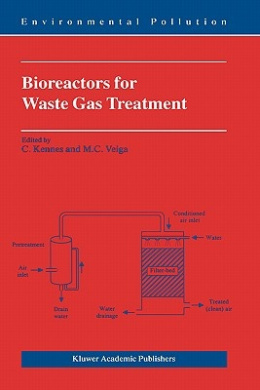 Environmental Pollution
Bioreactors for
Waste Gas Treatment
Edited by
C. Kennes and M.C. Veiga
Conditioned
air inlet
Pretreatment
Water
Air
inlet
Filter-bed
Drain
water
Water
drainage
Treated
(clean) air
Kluwer Academic Publishers